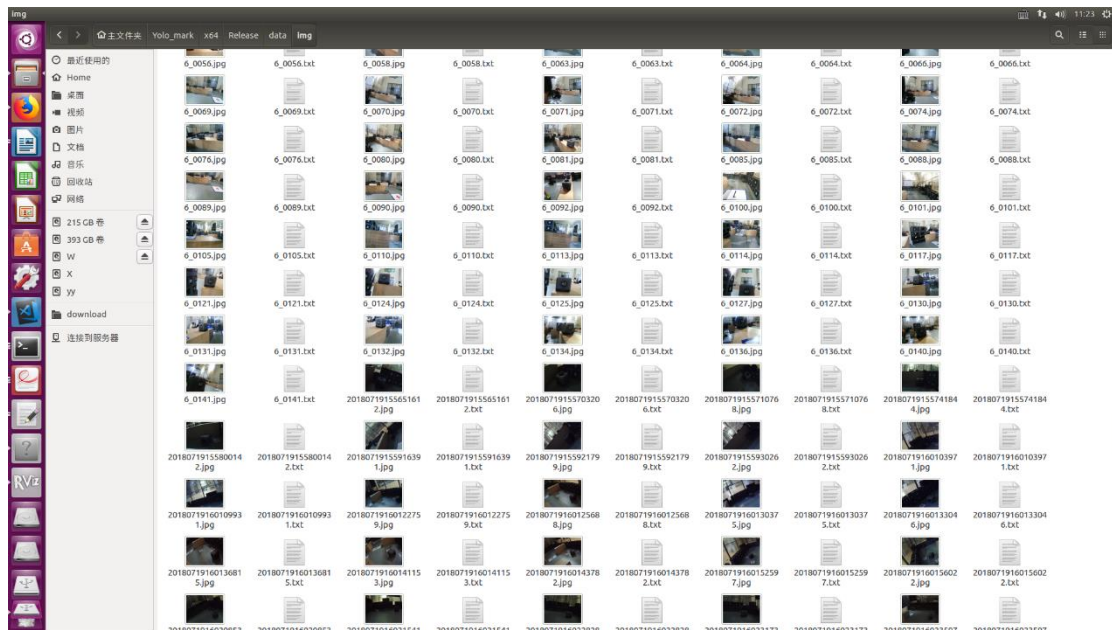 img
11:23
主文件夹 Yolo_mark x64 Release data img
最近使用的
Home
桌面
视频
图片
文档
音乐
回收站
网络
215 GB 卷
393 GB 卷
W
X
yy
download
连接到服务器
6_0056.jpg 6_0056.txt 6_0058.jpg 6_0058.txt 6_0063.jpg 6_0063.txt 6_0064.jpg 6_0064.txt 6_0066.jpg 6_0066.txt
6_0069.jpg 6_0069.txt 6_0070.jpg 6_0070.txt 6_0071.jpg 6_0071.txt 6_0072.jpg 6_0072.txt 6_0074.jpg 6_0074.txt
6_0076.jpg 6_0076.txt 6_0080.jpg 6_0080.txt 6_0081.jpg 6_0081.txt 6_0085.jpg 6_0085.txt 6_0088.jpg 6_0088.txt
6_0089.jpg 6_0089.txt 6_0090.jpg 6_0090.txt 6_0092.jpg 6_0092.txt 6_0100.jpg 6_0100.txt 6_0101.jpg 6_0101.txt
6_0105.jpg 6_0105.txt 6_0110.jpg 6_0110.txt 6_0113.jpg 6_0113.txt 6_0114.jpg 6_0114.txt 6_0117.jpg 6_0117.txt
6_0121.jpg 6_0121.txt 6_0124.jpg 6_0124.txt 6_0125.jpg 6_0125.txt 6_0127.jpg 6_0127.txt 6_0130.jpg 6_0130.txt
6_0131.jpg 6_0131.txt 6_0132.jpg 6_0132.txt 6_0134.jpg 6_0134.txt 6_0136.jpg 6_0136.txt 6_0140.jpg 6_0140.txt
6_0141.jpg 6_0141.txt 2018071915565161 2018071915565161 2018071915570320 2018071915570320 2018071915571076 2018071915571076 2018071915574184 2018071915574184
2.jpg 2.txt 6.jpg 6.txt 8.jpg 8.txt 4.jpg 4.txt
2018071915580014 2018071915580014 2018071915591639 2018071915591639 2018071915592179 2018071915592179 2018071915593026 2018071915593026 2018071916010397 2018071916010397
2.jpg 2.txt 1.jpg 1.txt 9.jpg 9.txt 2.jpg 2.txt 1.jpg 1.txt
2018071916010993 2018071916010993 2018071916012275 2018071916012275 2018071916012568 2018071916012568 2018071916013037 2018071916013037 2018071916013304 2018071916013304
1.jpg 1.txt 9.jpg 9.txt 8.jpg 8.txt 5.jpg 5.txt 6.jpg 6.txt
2018071916013681 2018071916013681 2018071916014115 2018071916014115 2018071916014378 2018071916014378 2018071916015259 2018071916015259 2018071916015602 2018071916015602
5.jpg 5.txt 3.jpg 3.txt 2.jpg 2.txt 7.jpg 7.txt 2.jpg 2.txt
RViz